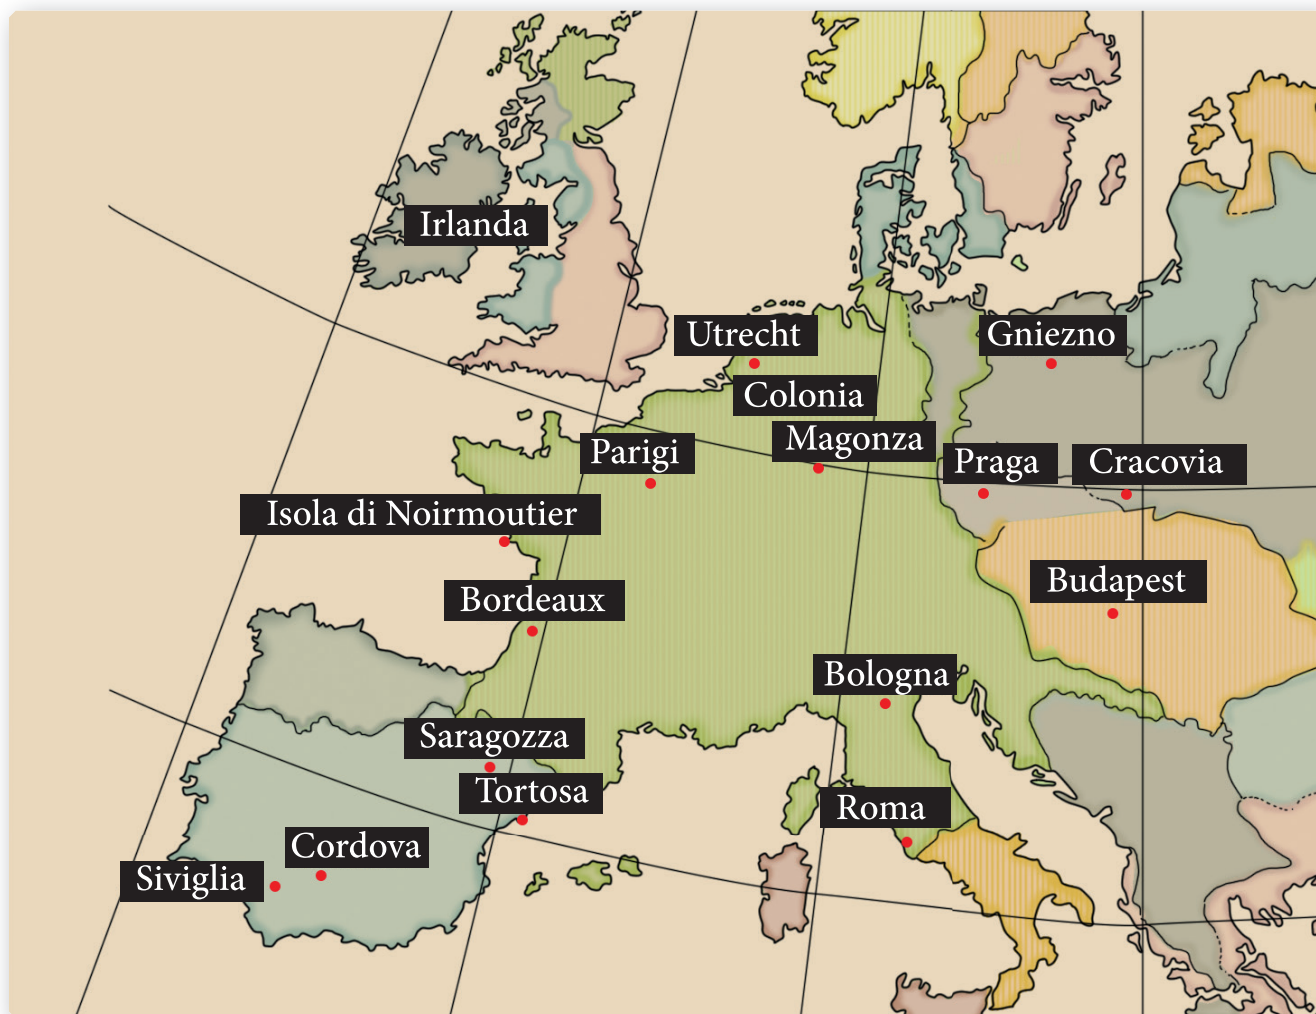 Irlanda
Utrecht
Gniezno
Colonia
Magonza
Parigi
Praga
Cracovia
Isola di Noirmoutier
Budapest
Bordeaux
Bologna
Saragozza
Tortosa
Roma
Cordova
Siviglia